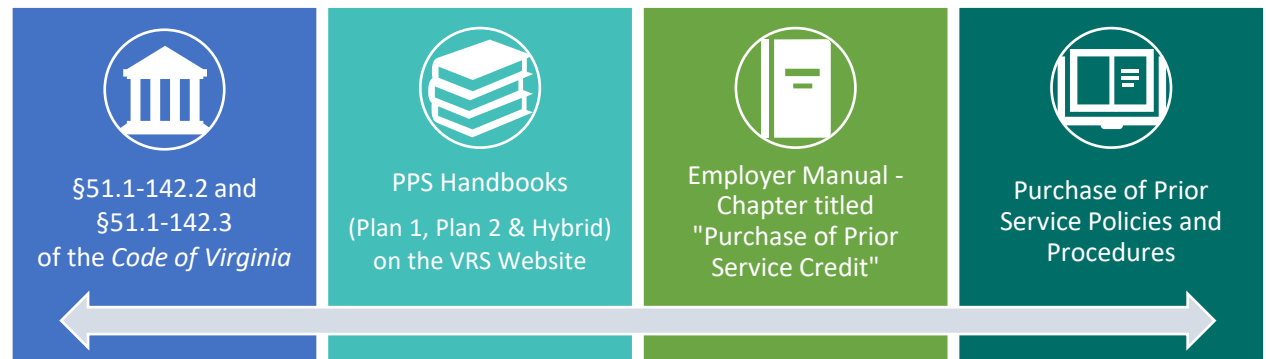 §51.1-142.2 and
§51.1-142.3
of the Code of Virginia
PPS Handbooks
(Plan 1, Plan 2 & Hybrid)
on the VRS Website
Employer Manual -
Chapter titled
"Purchase of Prior
Service Credit"
Purchase of Prior
Service Policies and
Procedures